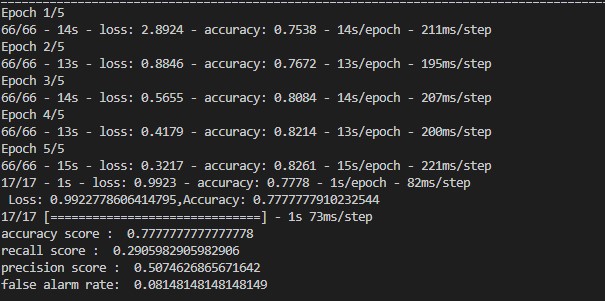 Epoch 1/5
66/66 - 14s - loss: 2.8924 - accuracy: 0.7538 - 14s/epoch - 211ms/step
Epoch 2/5
66/66 - 13s - loss: 0.8846 - accuracy: 0.7672 - 13s/epoch - 195ms/step
Epoch 3/5
66/66 - 14s - loss: 0.5655 - accuracy: 0.8084 - 14s/epoch - 207ms/step
Epoch 4/5
66/66 - 13s - loss: 0.4179 - accuracy: 0.8214 - 13s/epoch - 200ms/step
Epoch 5/5
66/66 - 15s - loss: 0.3217 - accuracy: 0.8261 - 15s/epoch - 221ms/step
17/17 - 1s - loss: 0.9923 - accuracy: 0.7778 - 1s/epoch - 82ms/step
Loss: 0.9922778606414795,Accuracy: 0.7777777910232544
17/17 [==============================] - 1s 73ms/step
accuracy score :  0.7777777777777778
recall score :  0.2905982905982906
precision score :  0.5074626865671642
false alarm rate:  0.08148148148148149